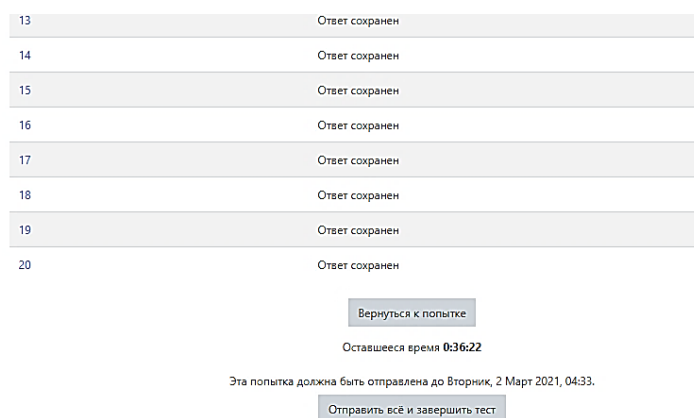 13 Ответ сохранен
14 Ответ сохранен
15 Ответ сохранен
16 Ответ сохранен
17 Ответ сохранен
18 Ответ сохранен
19 Ответ сохранен
20 Ответ сохранен
Вернуться к попытке
Оставшееся время 0:36:22
Эта попытка должна быть отправлена до Вторник, 2 Март 2021, 04:33.
Отправить всё и завершить тест